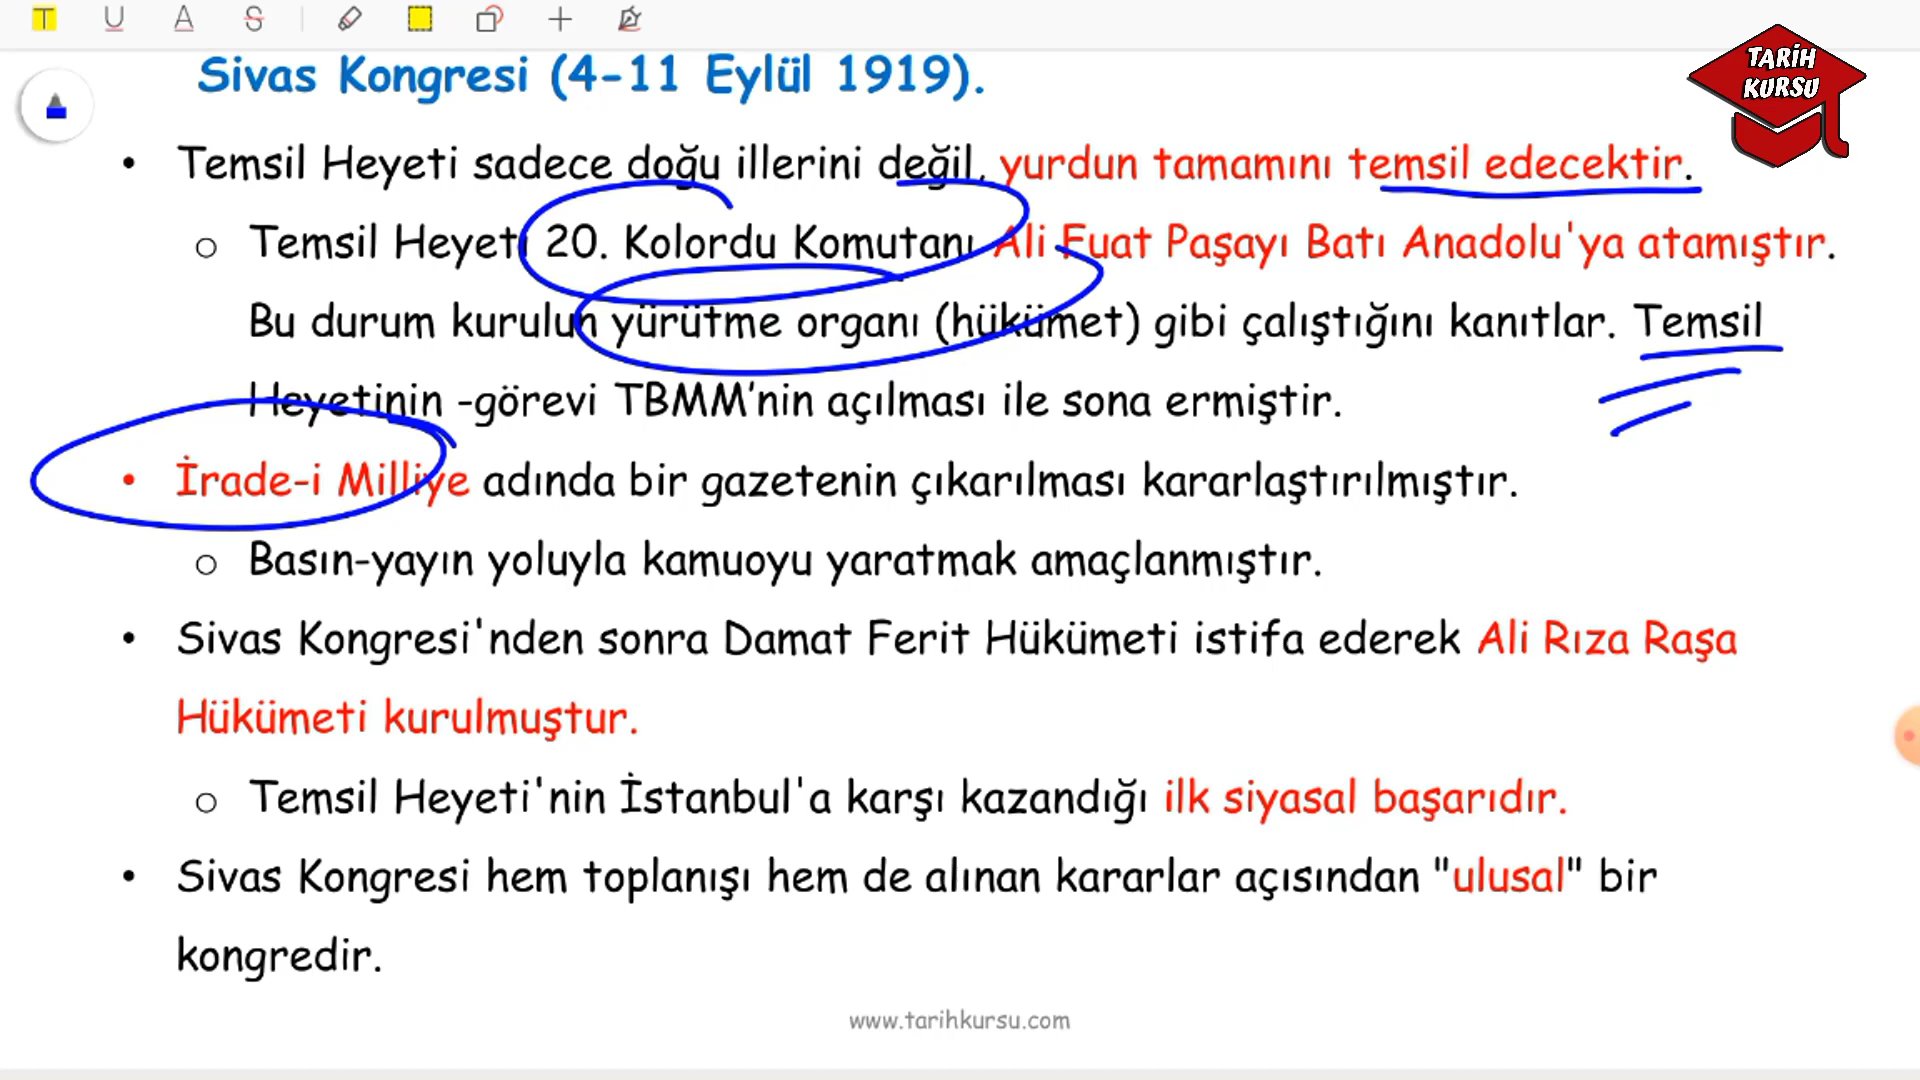 T U A S
TARİH
KURSU
Sivas Kongresi (4-11 Eylül 1919).
• Temsil Heyeti sadece doğu illerini değil, yurdun tamamını temsil edecektir.
o Temsil Heyeti 20. Kolordu Komutanı Ali Fuat Paşayı Batı Anadolu'ya atamıştır.
Bu durum kurulun yürütme organı (hükümet) gibi çalıştığını kanıtlar. Temsil
Heyetinin -görevi TBMM’nin açılması ile sona ermiştir.
• İrade-i Milliye adında bir gazetenin çıkarılması kararlaştırılmıştır.
o Basın-yayın yoluyla kamuoyu yaratmak amaçlanmıştır.
• Sivas Kongresi'nden sonra Damat Ferit Hükümeti istifa ederek Ali Rıza Raşa
Hükümeti kurulmuştur.
o Temsil Heyeti'nin İstanbul'a karşı kazandığı ilk siyasal başarıdır.
• Sivas Kongresi hem toplanışı hem de alınan kararlar açısından "ulusal" bir
kongredir.
www.tarihkursu.com